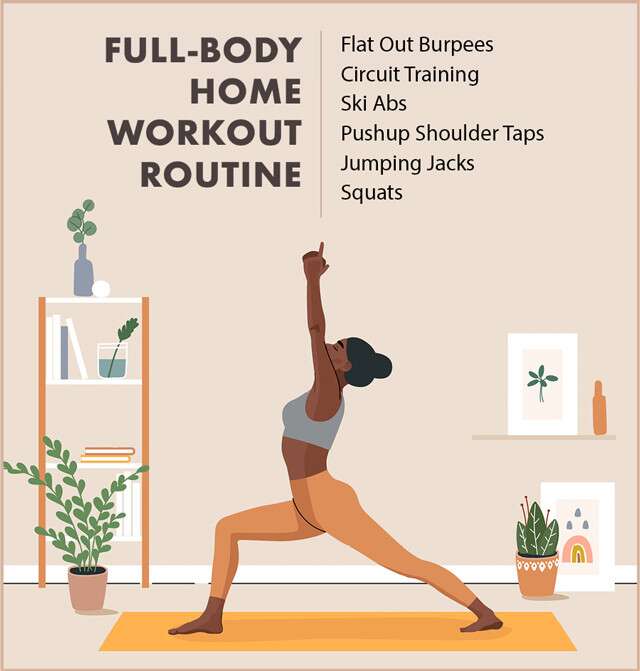 FULL-BODY
HOME
WORKOUT
ROUTINE
Flat Out Burpees
Circuit Training
Ski Abs
Pushup Shoulder Taps
Jumping Jacks
Squats